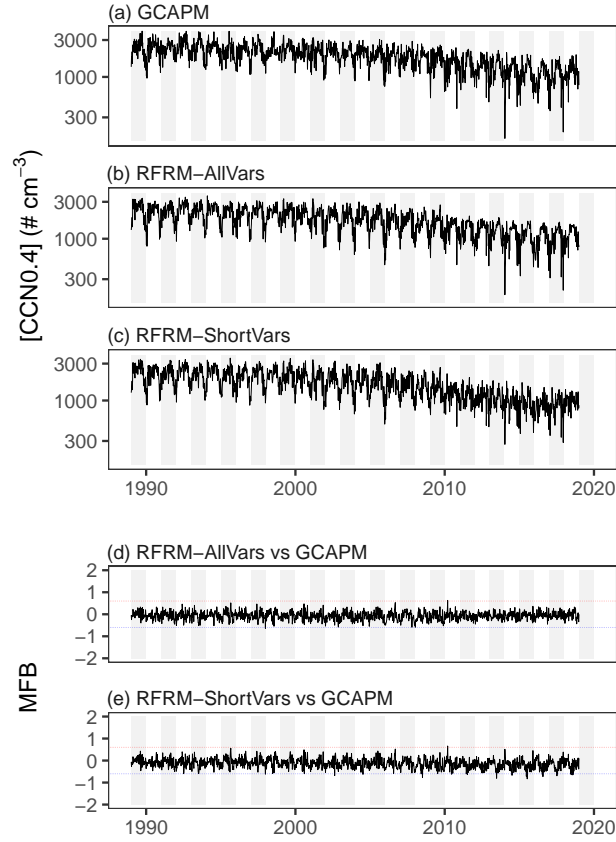 (a) GCAPM
3000
1000
300
(b) RFRM−AllVars
3000
1000
300
[CCN0.4] (# cm−3)
(c) RFRM−ShortVars
3000
1000
300
1990 2000 2010 2020
(d) RFRM−AllVars vs GCAPM
2
1
0
−1
−2
MFB
(e) RFRM−ShortVars vs GCAPM
2
1
0
−1
−2
1990 2000 2010 2020